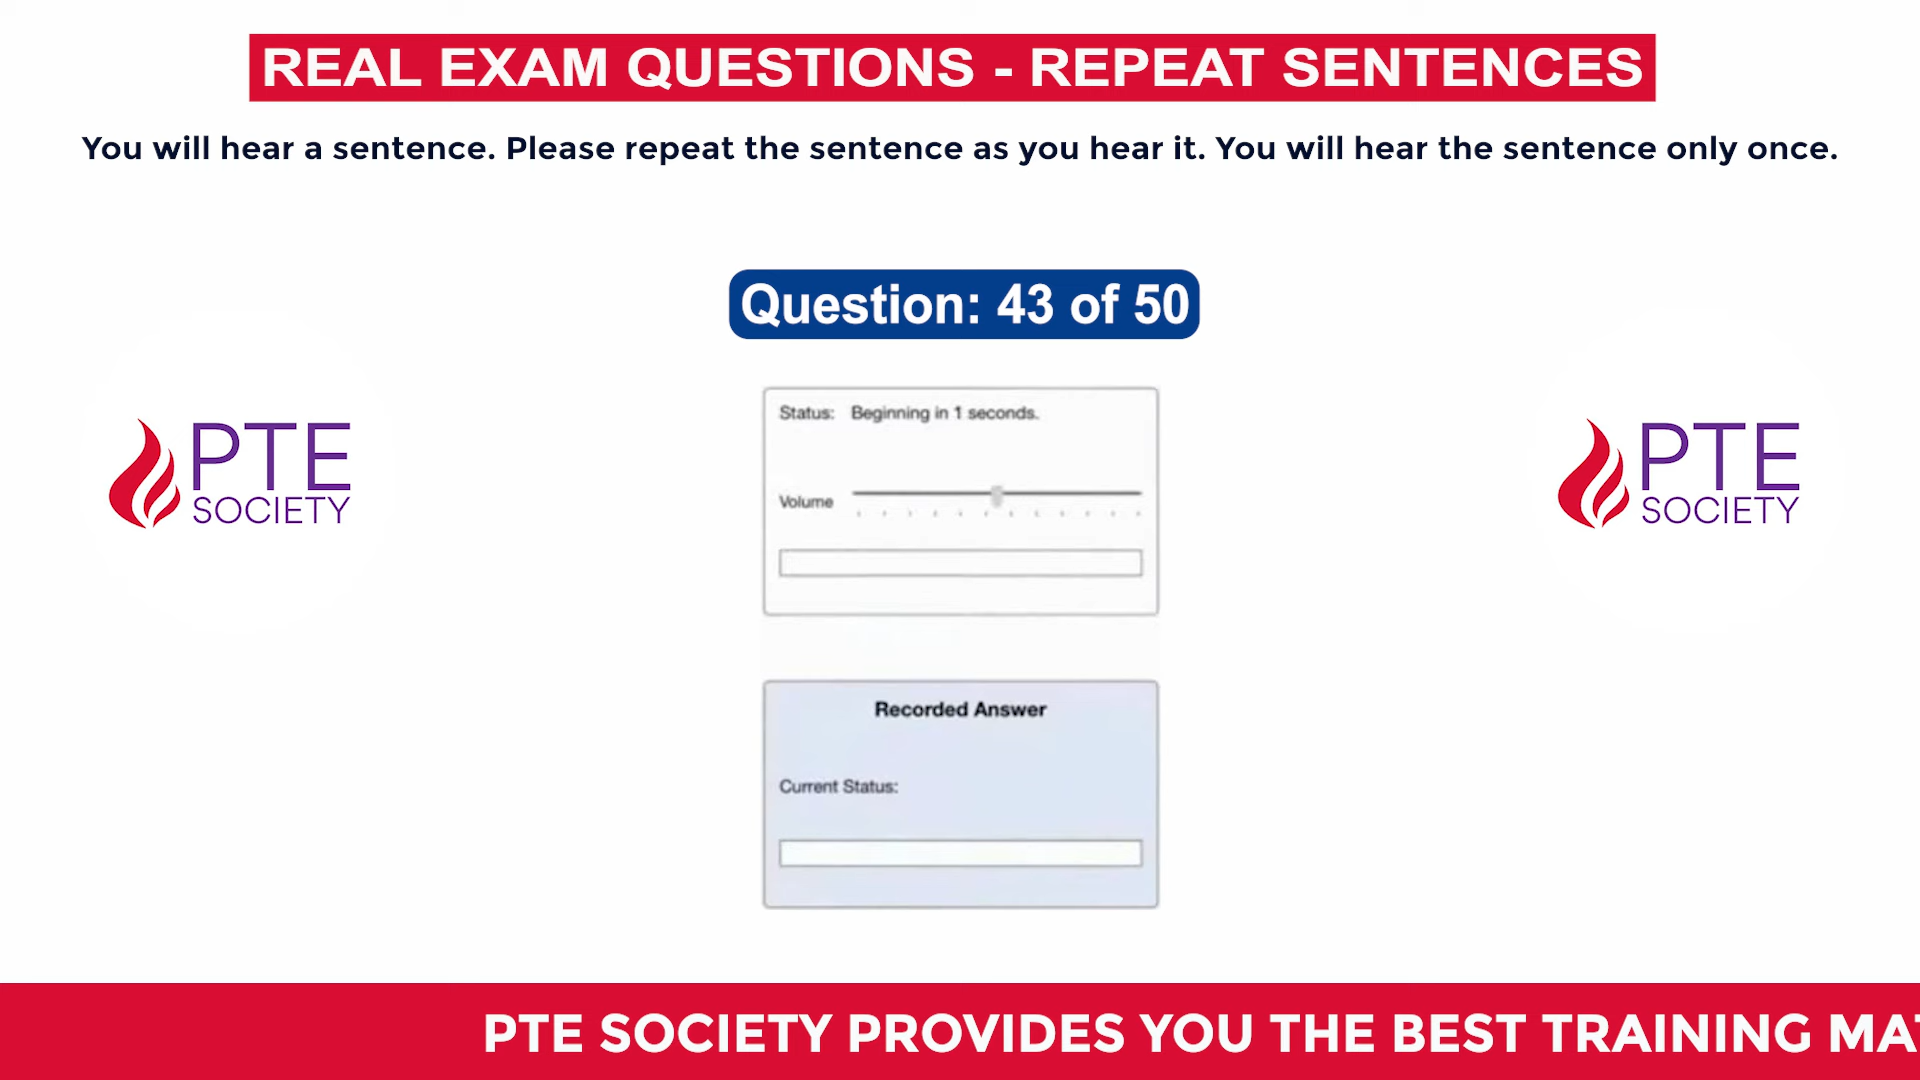 REAL EXAM QUESTIONS - REPEAT SENTENCES
You will hear a sentence. Please repeat the sentence as you hear it. You will hear the sentence only once.
Question: 43 of 50
Status: Beginning in 1 seconds.
PTE
SOCIETY
PTE
SOCIETY
Volume
Recorded Answer
Current Status:
PTE SOCIETY PROVIDES YOU THE BEST TRAINING